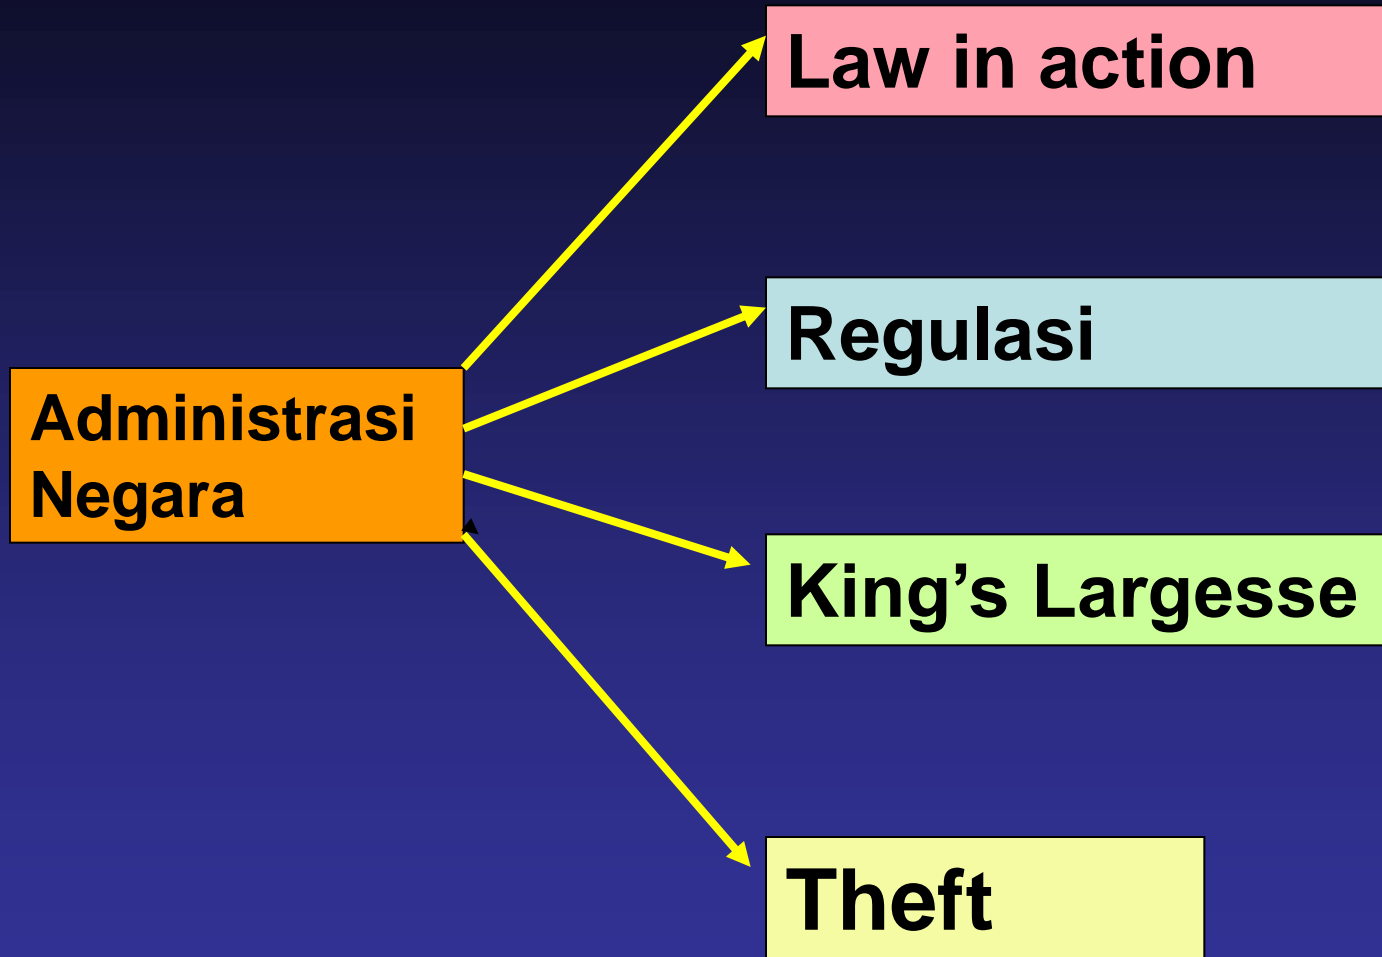 Law in action
Regulasi
Administrasi
Negara
King’s Largesse
Theft